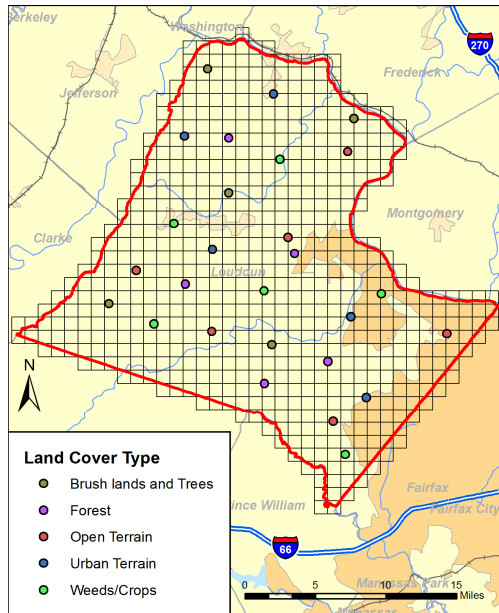 Berkeley
Washington
270
Frederick
Jefferson
Montgomery
Clarke
Loudoun
N
Land Cover Type
Brush lands and Trees
Forest
Open Terrain
Urban Terrain
Weeds/Crops
Prince William
Fairfax
Fairfax City
66
Manassas Park
0 5 10 15
Miles
Manassas